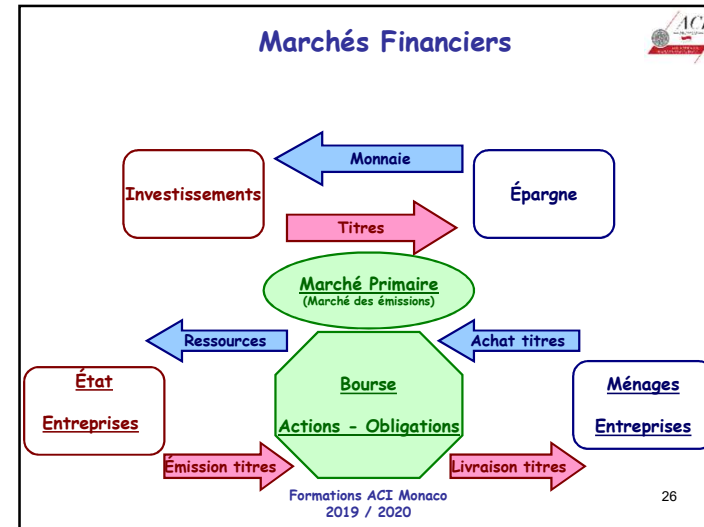 Marchés Financiers
ACI
Monnaie
Investissements
Épargne
Titres
Marché Primaire
(Marché des émissions)
Ressources
Achat titres
État
Entreprises
Bourse
Actions - Obligations
Ménages
Entreprises
Émission titres
Livraison titres
Formations ACI Monaco
2019 / 2020
26